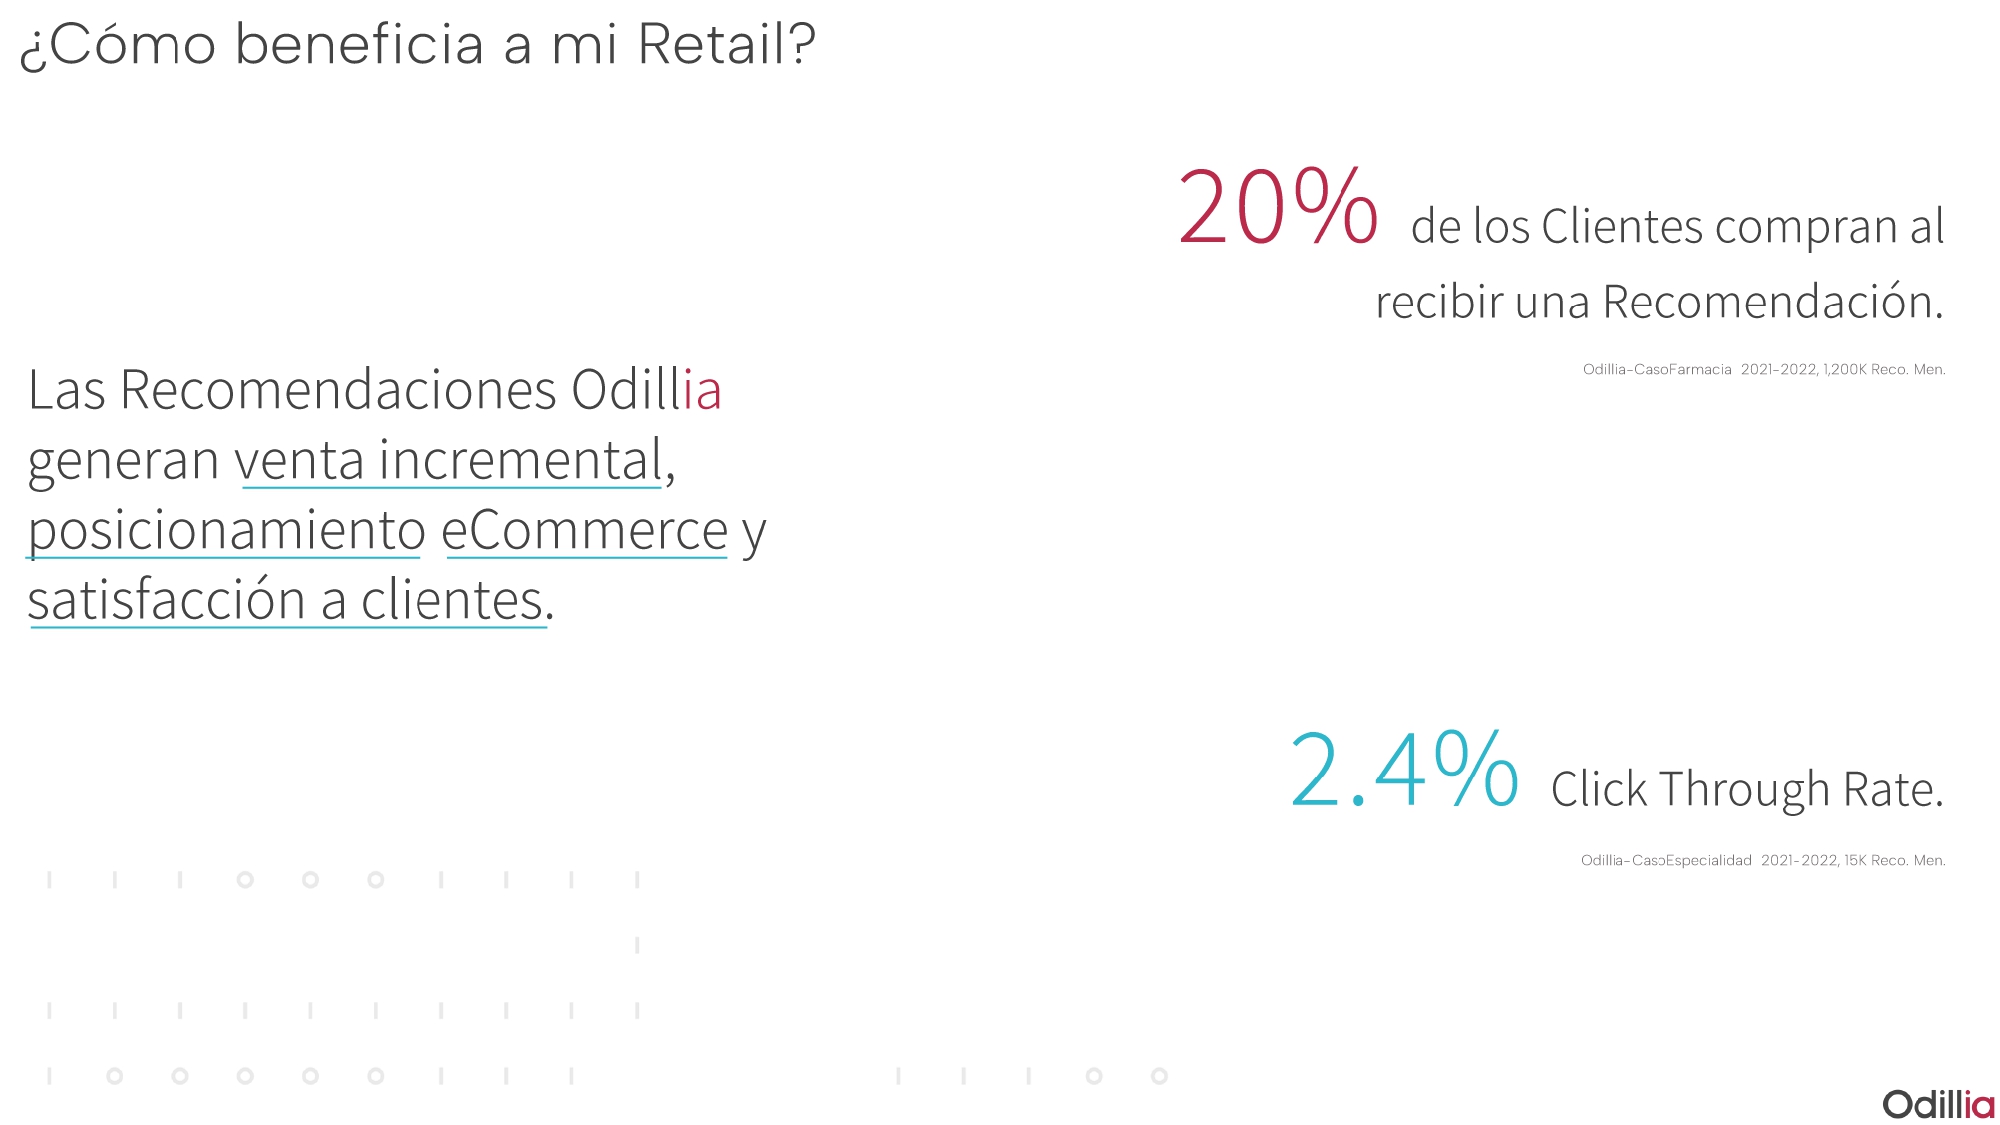 ¿Cómo beneficia a mi Retail?
20% de los Clientes compran al
recibir una Recomendación.
Odillia-CasoFarmacia 2021-2022, 1,200K Reco. Men.
Las Recomendaciones Odillia
generan venta incremental,
posicionamiento eCommerce y
satisfacción a clientes.
2.4% Click Through Rate.
Odillia-CasoEspecialidad 2021-2022, 15K Reco. Men.
I I I O O O I I I I
I
I I I I I I I I I I
I O O O O O I I I I I I O O
Odillia